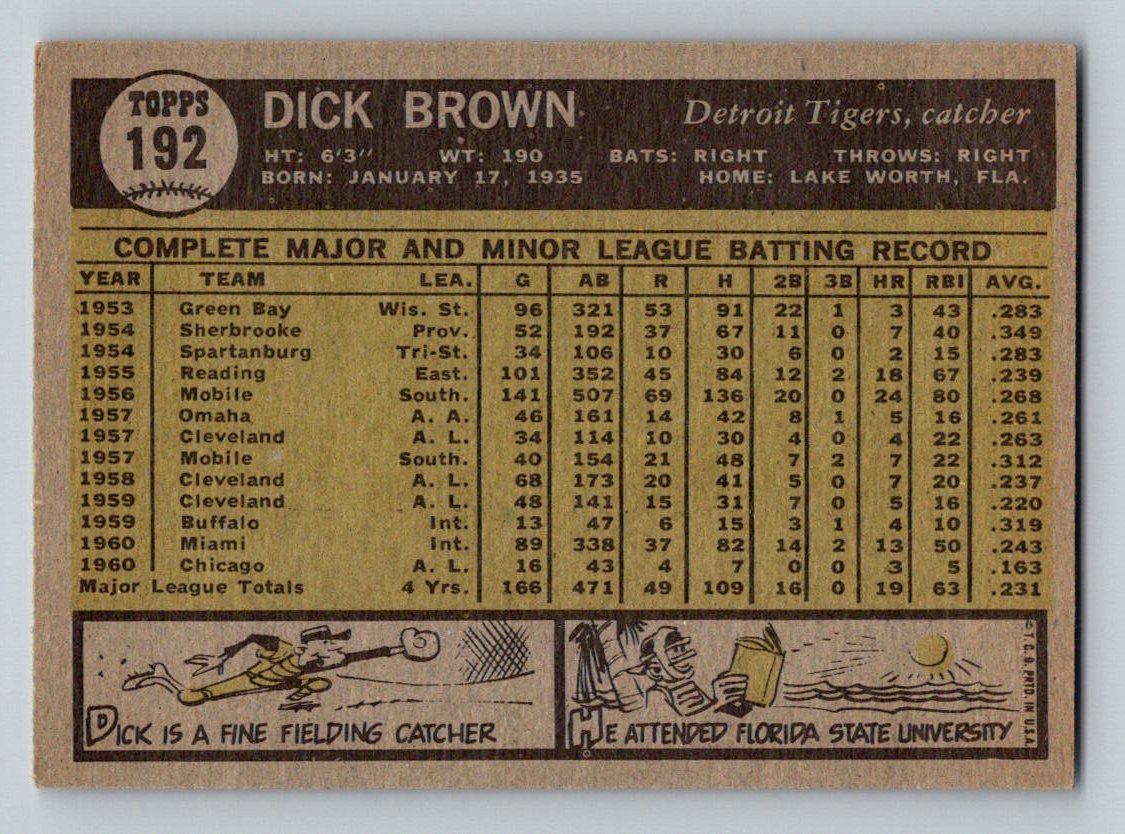 TOPPS
192
DICK BROWN
Detroit Tigers, catcher
HT: 6'3" WT: 190 BATS: RIGHT THROWS: RIGHT
BORN: JANUARY 17, 1935 HOME: LAKE WORTH, FLA.
COMPLETE MAJOR AND MINOR LEAGUE BATTING RECORD
YEAR TEAM LEA. G AB R H 2B 3B HR RBI AVG.
1953 Green Bay Wis. St. 96 321 53 91 22 1 3 43 .283
1954 Sherbrooke Prov. 52 192 37 67 11 0 7 40 .349
1954 Spartanburg Tri-St. 34 106 10 30 6 0 2 15 .283
1955 Reading East. 101 352 45 84 12 2 18 67 .239
1956 Mobile South. 141 507 69 136 20 0 24 80 .268
1957 Omaha A. A. 46 161 14 42 8 1 5 16 .261
1957 Cleveland A. L. 34 114 10 30 4 0 4 22 .263
1957 Mobile South. 40 154 21 48 7 2 7 22 .312
1958 Cleveland A. L. 68 173 20 41 5 0 7 20 .237
1959 Cleveland A. L. 48 141 15 31 7 0 5 16 .220
1959 Buffalo Int. 13 47 6 15 3 1 4 10 .319
1960 Miami Int. 89 338 37 82 14 2 13 50 .243
1960 Chicago A. L. 16 43 4 7 0 0 3 5 .163
Major League Totals 4 Yrs. 166 471 49 109 16 0 19 63 .231
DICK IS A FINE FIELDING CATCHER
HE ATTENDED FLORIDA STATE UNIVERSITY
© T. C. G. PRTD. IN U.S.A.